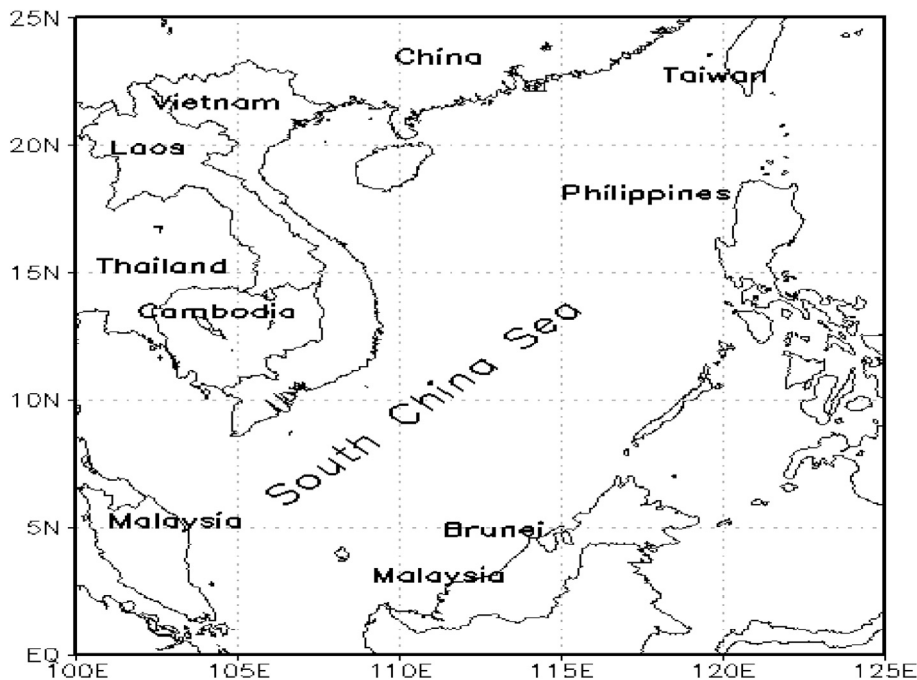 25N
China
Taiwan
Vietnam
20N
Laos
Philippines
15N
Thailand
Cambodia
South China Sea
10N
5N
Malaysia
Brunei
Malaysia
EQ
100E 105E 110E 115E 120E 125E